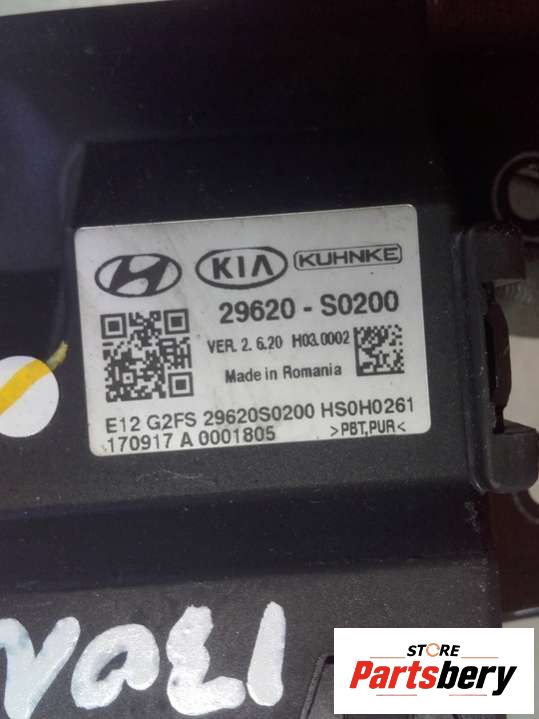 KIA KUHNKE
29620 - S0200
VER. 2. 6.20 H03.0002
Made in Romania
E12 G2FS 29620S0200 HS0H0261
170917 A 0001805 >PBT,PUR<
STORE
Partsbery